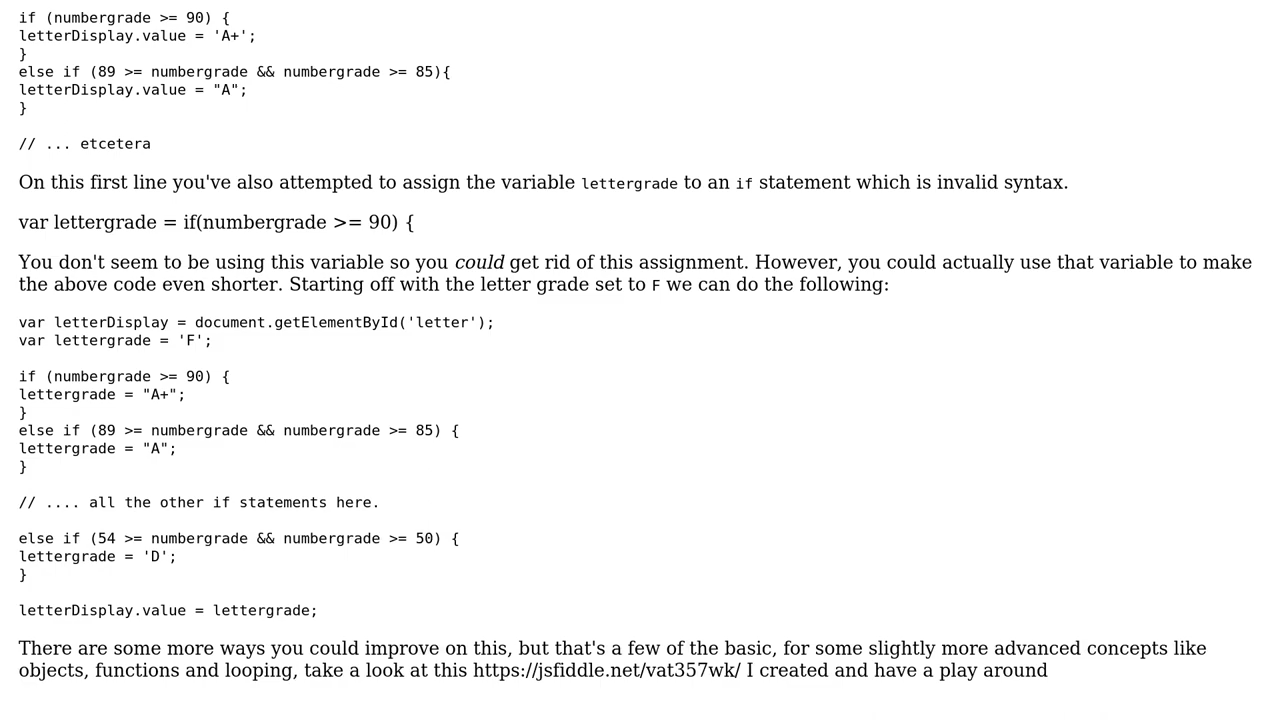 if (numbergrade >= 90) {
letterDisplay.value = 'A+';
}
else if (89 >= numbergrade && numbergrade >= 85){
letterDisplay.value = "A";
}
// ... etcetera
On this first line you've also attempted to assign the variable lettergrade to an if statement which is invalid syntax.
var lettergrade = if(numbergrade >= 90) {
You don't seem to be using this variable so you could get rid of this assignment. However, you could actually use that variable to make
the above code even shorter. Starting off with the letter grade set to F we can do the following:
var letterDisplay = document.getElementById('letter');
var lettergrade = 'F';
if (numbergrade >= 90) {
lettergrade = "A+";
}
else if (89 >= numbergrade && numbergrade >= 85) {
lettergrade = "A";
}
// .... all the other if statements here.
else if (54 >= numbergrade && numbergrade >= 50) {
lettergrade = 'D';
}
letterDisplay.value = lettergrade;
There are some more ways you could improve on this, but that's a few of the basic, for some slightly more advanced concepts like
objects, functions and looping, take a look at this https://jsfiddle.net/vat357wk/ I created and have a play around